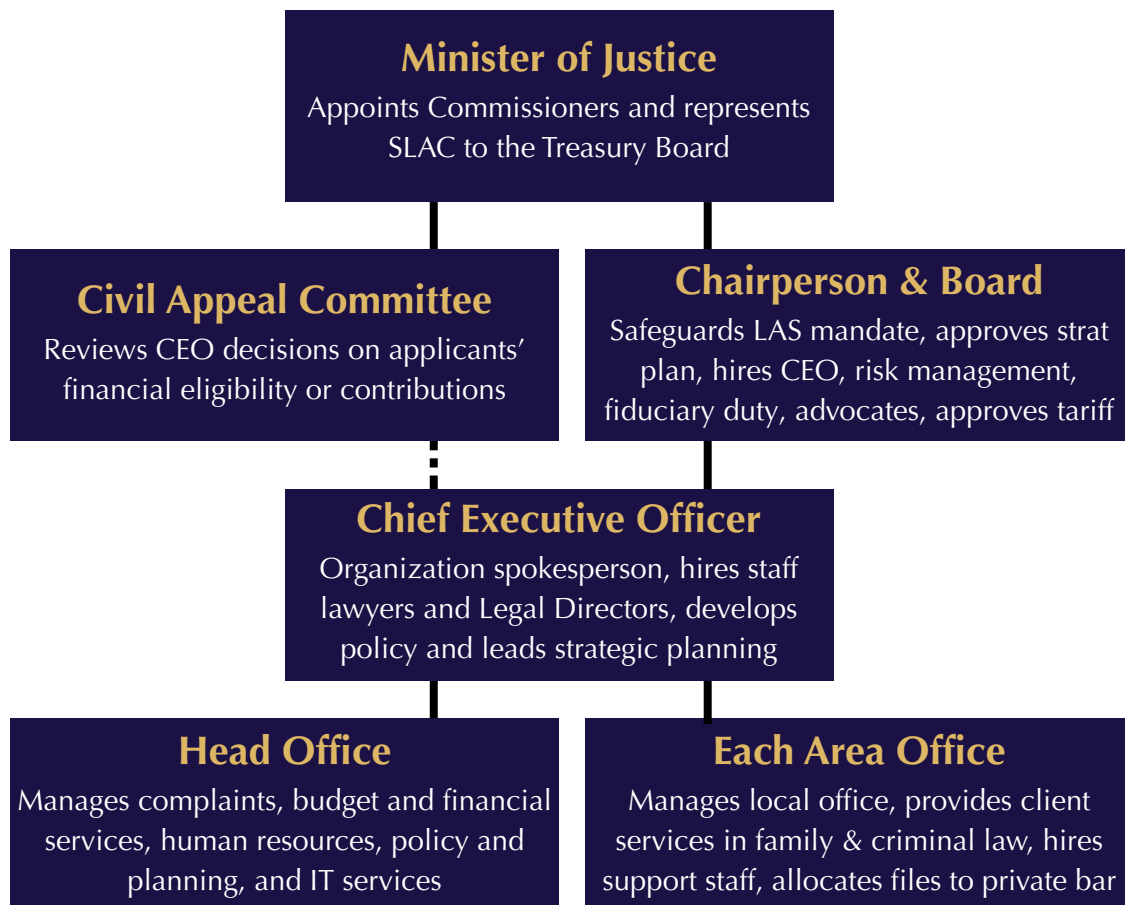 Minister of Justice
Appoints Commissioners and represents
SLAC to the Treasury Board
Civil Appeal Committee
Reviews CEO decisions on applicants’
financial eligibility or contributions
Chairperson & Board
Safeguards LAS mandate, approves strat
plan, hires CEO, risk management,
fiduciary duty, advocates, approves tariff
Chief Executive Officer
Organization spokesperson, hires staff
lawyers and Legal Directors, develops
policy and leads strategic planning
Head Office
Manages complaints, budget and financial
services, human resources, policy and
planning, and IT services
Each Area Office
Manages local office, provides client
services in family & criminal law, hires
support staff, allocates files to private bar